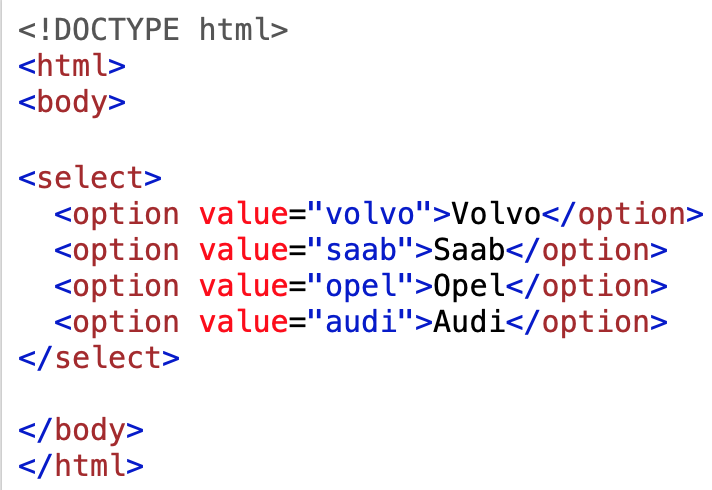 <!DOCTYPE html>
<html>
<body>

<select>
  <option value="volvo">Volvo</option>
  <option value="saab">Saab</option>
  <option value="opel">Opel</option>
  <option value="audi">Audi</option>
</select>

</body>
</html>